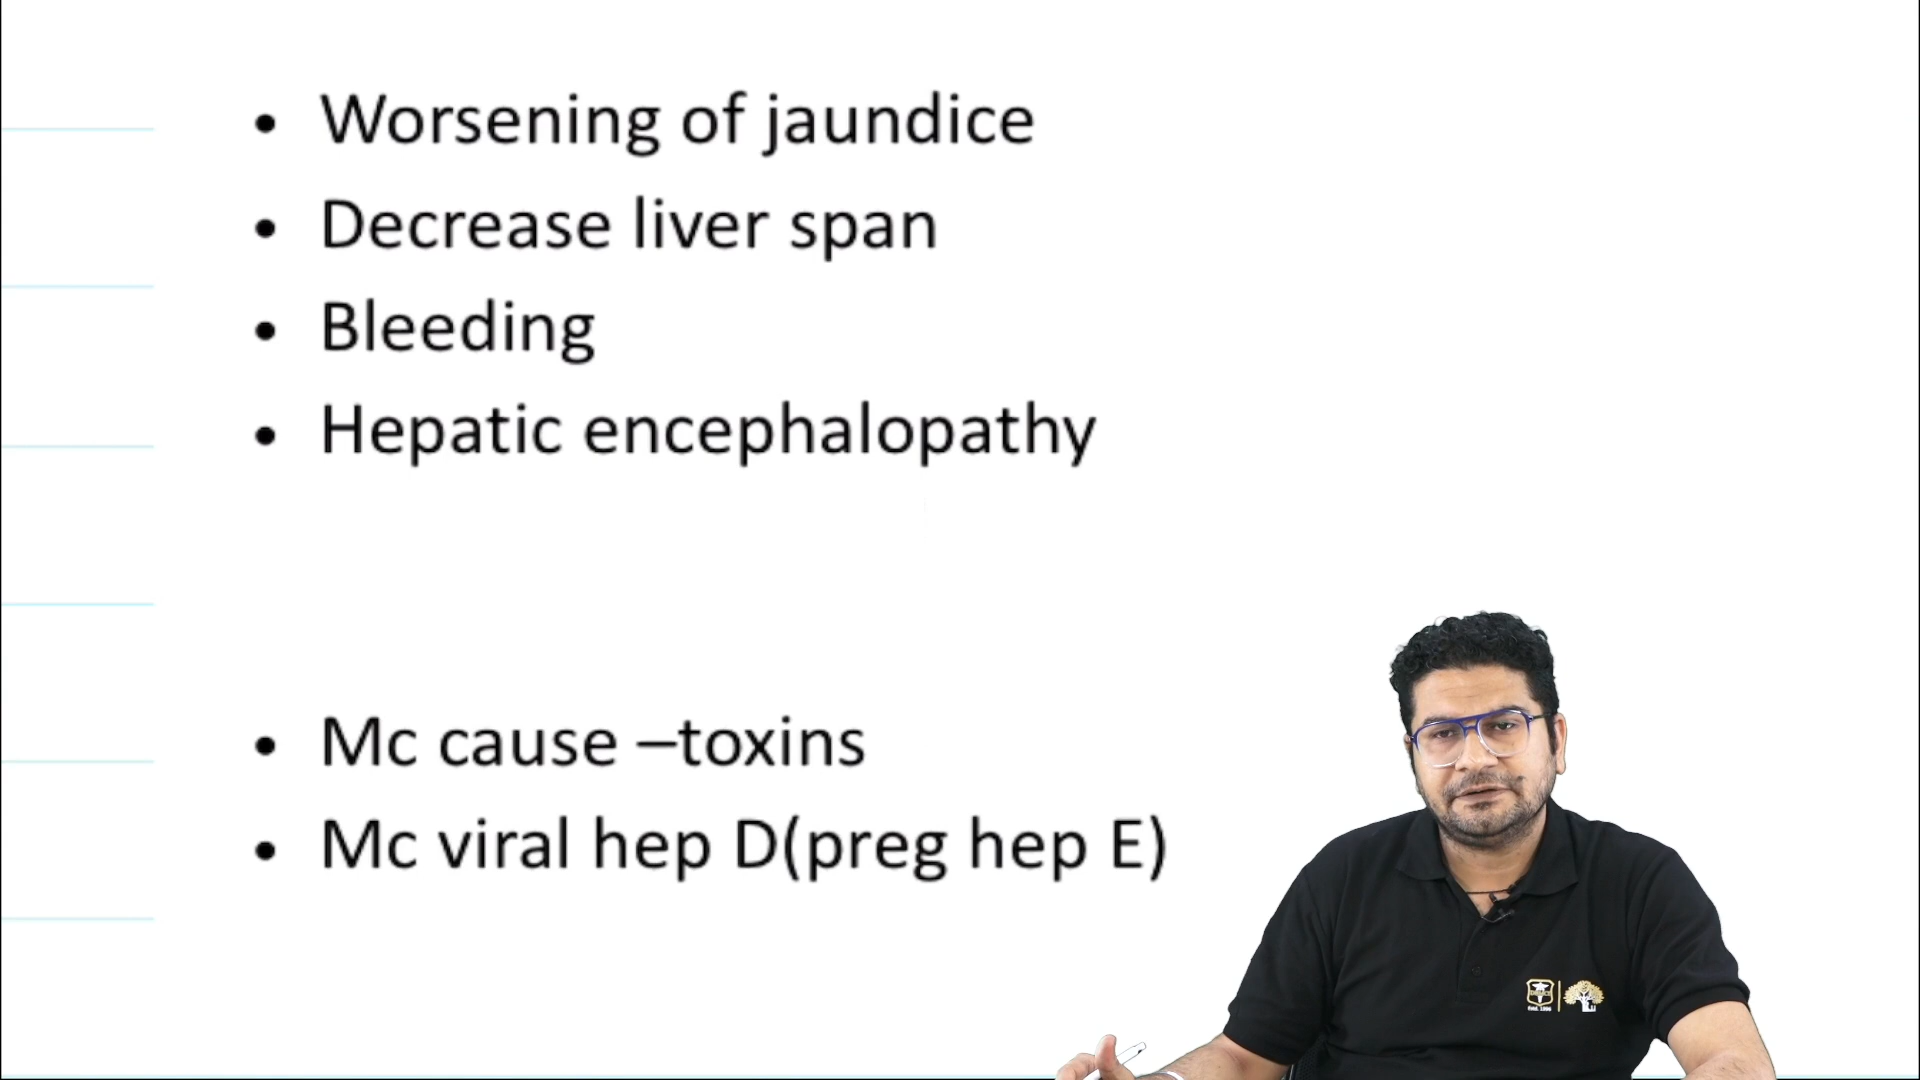 • Worsening of jaundice
• Decrease liver span
• Bleeding
• Hepatic encephalopathy
• Mc cause –toxins
• Mc viral hep D(preg hep E)